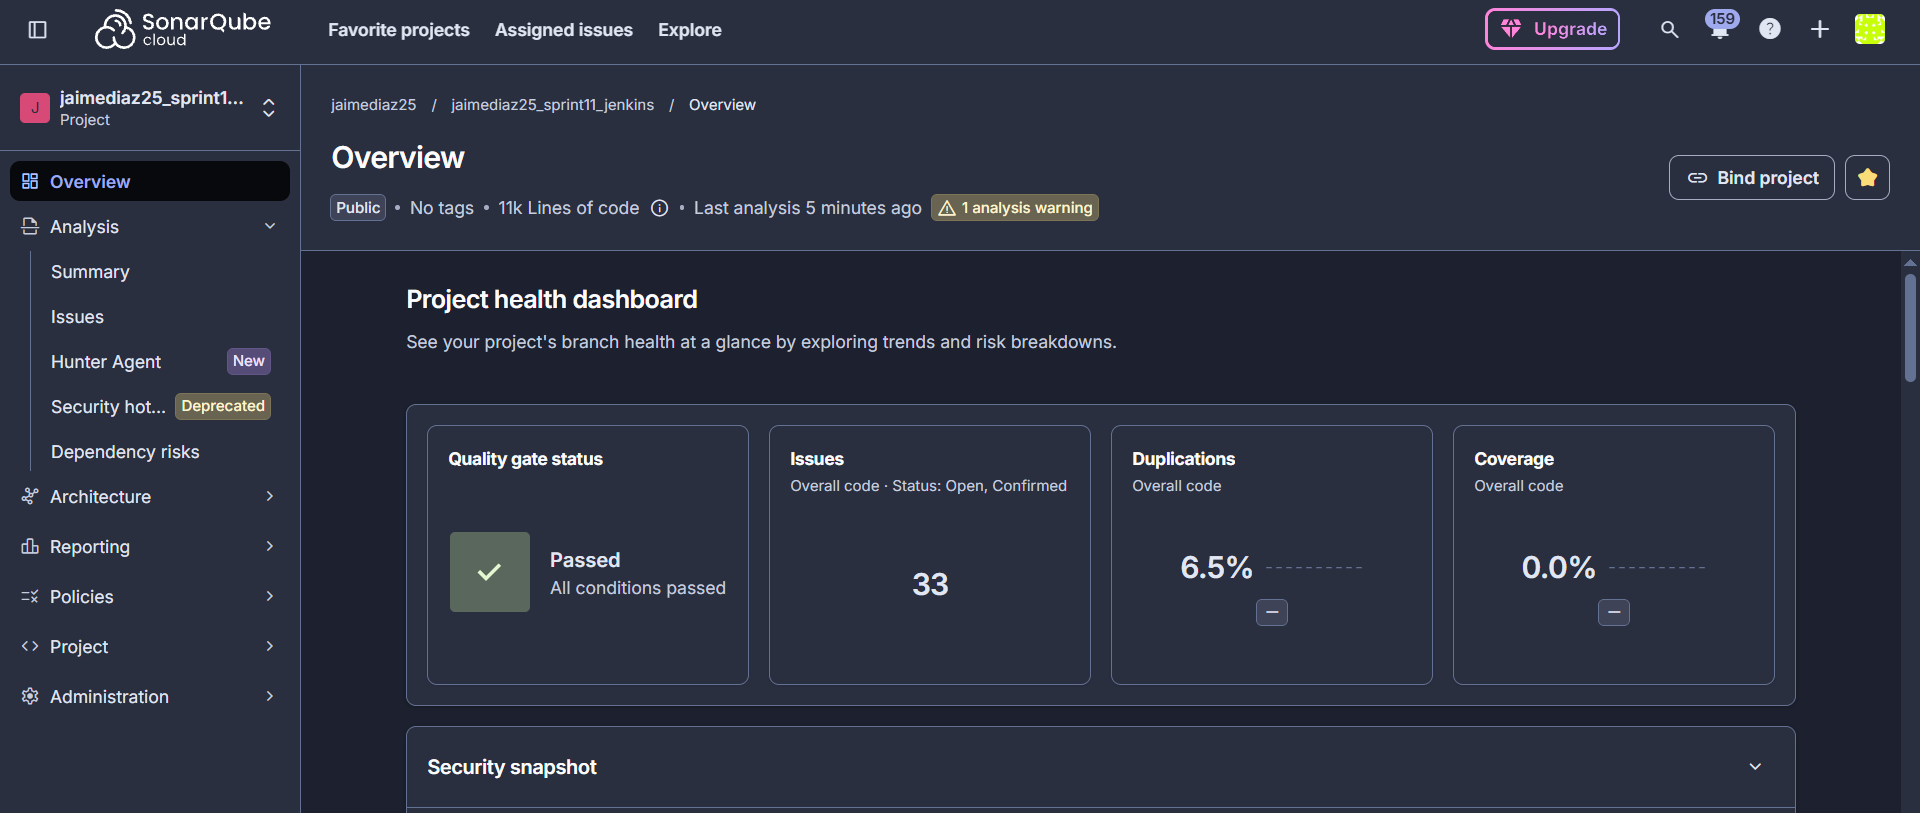 SonarQube
cloud
Favorite projects
Assigned issues
Explore
Upgrade
159
?
J
jaimediaz25_sprint1...
Project
Overview
Analysis
Summary
Issues
Hunter Agent
New
Security hot...
Deprecated
Dependency risks
Architecture
Reporting
Policies
Project
Administration
jaimediaz25 / jaimediaz25_sprint11_jenkins / Overview
Overview
Bind project
Public • No tags • 11k Lines of code • Last analysis 5 minutes ago 1 analysis warning
Project health dashboard
See your project's branch health at a glance by exploring trends and risk breakdowns.
Quality gate status
Passed
All conditions passed
Issues
Overall code · Status: Open, Confirmed
33
Duplications
Overall code
6.5%
Coverage
Overall code
0.0%
Security snapshot